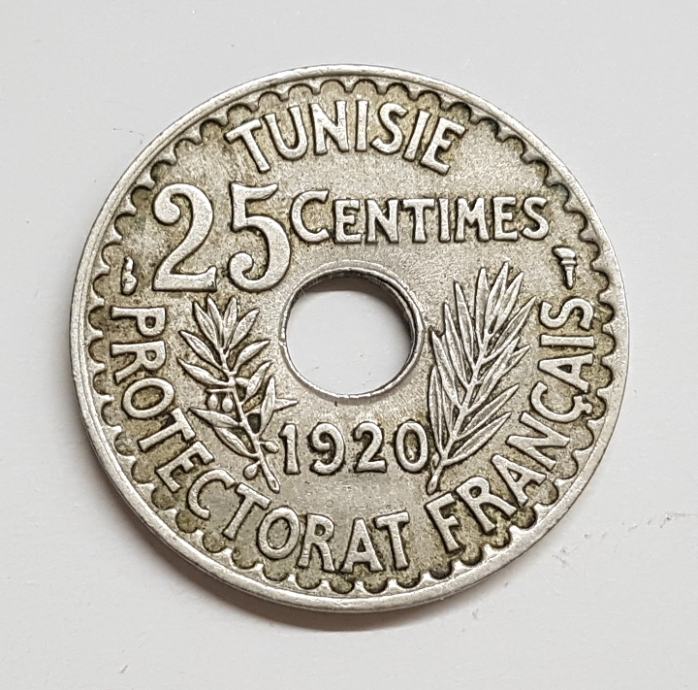 TUNISIE
25 CENTIMES
1920
PROTECTORAT FRANÇAIS